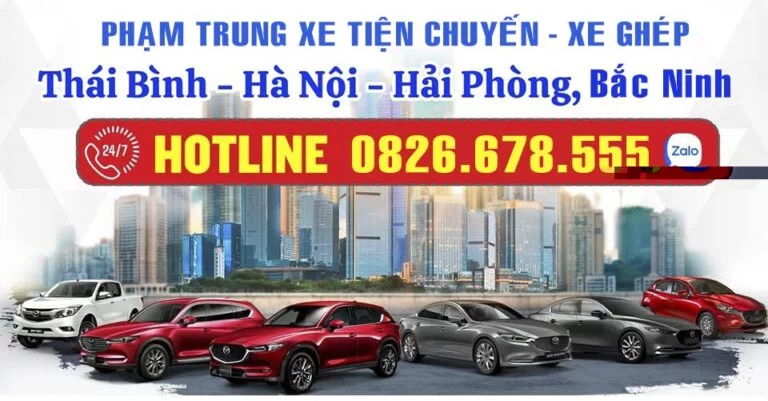 PHẠM TRUNG XE TIỆN CHUYẾN - XE GHÉP
Thái Bình - Hà Nội - Hải Phòng, Bắc Ninh
24/7 HOTLINE 0826.678.555 Zalo